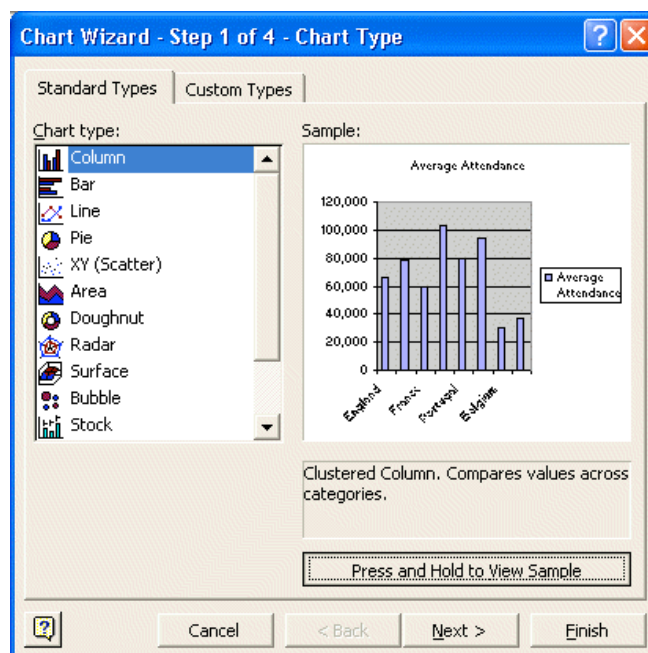 Chart Wizard - Step 1 of 4 - Chart Type
Standard Types
Custom Types
Chart type:
Column
Bar
Line
Pie
XY (Scatter)
Area
Doughnut
Radar
Surface
Bubble
Stock
Sample:
Average Attendance
120,000
100,000
80,000
60,000
40,000
20,000
0
England
France
Portugal
Belgium
Average
Attendance
Clustered Column. Compares values across
categories.
Press and Hold to View Sample
Cancel
< Back
Next >
Finish